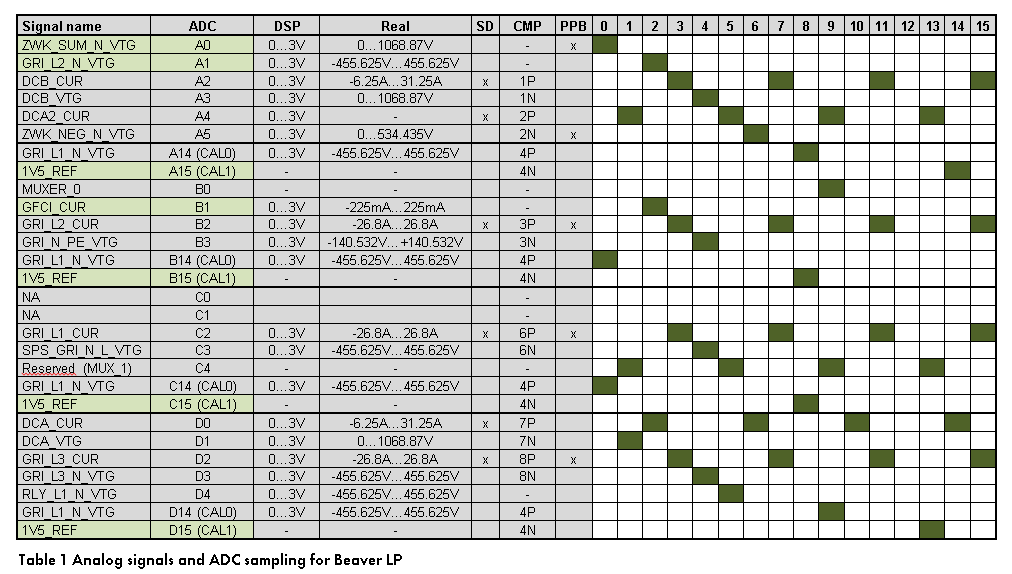 Signal name ADC DSP Real SD CMP PPB 0 1 2 3 4 5 6 7 8 9 10 11 12 13 14 15
ZWK_SUM_N_VTG A0 0...3V 0...1068.87V - x
GRI_L2_N_VTG A1 0...3V -455.625V...455.625V -
DCB_CUR A2 0...3V -6.25A...31.25A x 1P
DCB_VTG A3 0...3V 0...1068.87V 1N
DCA2_CUR A4 0...3V - x 2P
ZWK_NEG_N_VTG A5 0...3V 0...534.435V 2N x
GRI_L1_N_VTG A14 (CAL0) 0...3V -455.625V...455.625V 4P
1V5_REF A15 (CAL1) - - 4N
MUXER_0 B0 - - -
GFCI_CUR B1 0...3V -225mA...225mA -
GRI_L2_CUR B2 0...3V -26.8A...26.8A x 3P x
GRI_N_PE_VTG B3 0...3V -140.532V...+140.532V 3N
GRI_L1_N_VTG B14 (CAL0) 0...3V -455.625V...455.625V 4P
1V5_REF B15 (CAL1) - - 4N
NA C0 -
NA C1 -
GRI_L1_CUR C2 0...3V -26.8A...26.8A x 6P x
SPS_GRI_N_L_VTG C3 0...3V -455.625V...455.625V 6N
Reserved (MUX_1) C4 - - -
GRI_L1_N_VTG C14 (CAL0) 0...3V -455.625V...455.625V 4P
1V5_REF C15 (CAL1) - - 4N
DCA_CUR D0 0...3V -6.25A...31.25A x 7P
DCA_VTG D1 0...3V 0...1068.87V 7N
GRI_L3_CUR D2 0...3V -26.8A...26.8A x 8P x
GRI_L3_N_VTG D3 0...3V -455.625V...455.625V 8N
RLY_L1_N_VTG D4 0...3V -455.625V...455.625V -
GRI_L1_N_VTG D14 (CAL0) 0...3V -455.625V...455.625V 4P
1V5_REF D15 (CAL1) - - 4N
Table 1 Analog signals and ADC sampling for Beaver LP